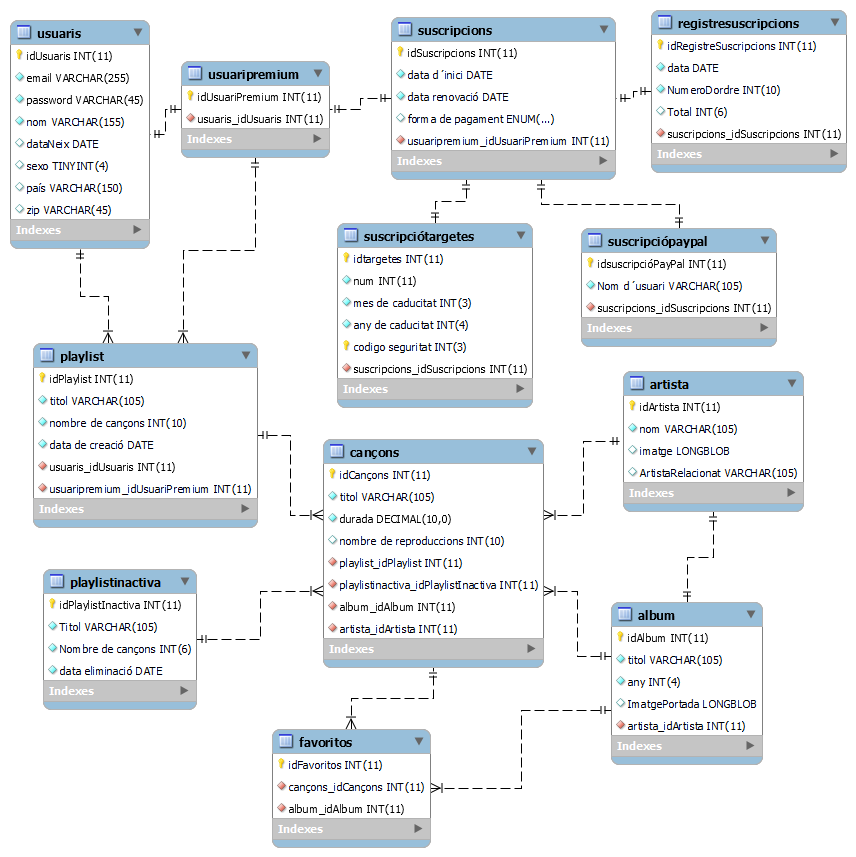 usuaris
idUsuaris INT(11)
email VARCHAR(255)
password VARCHAR(45)
nom VARCHAR(155)
dataNeix DATE
sexo TINYINT(4)
país VARCHAR(150)
zip VARCHAR(45)
Indexes
usuaripremium
idUsuariPremium INT(11)
usuaris_idUsuaris INT(11)
Indexes
suscripcions
idSuscripcions INT(11)
data d´inici DATE
data renovació DATE
forma de pagament ENUM(...)
usuaripremium_idUsuariPremium INT(11)
Indexes
registresuscripcions
idRegistreSuscripcions INT(11)
data DATE
NumeroDordre INT(10)
Total INT(6)
suscripcions_idSuscripcions INT(11)
Indexes
suscripciótargetes
idtargetes INT(11)
num INT(11)
mes de caducitat INT(3)
any de caducitat INT(4)
codigo seguritat INT(3)
suscripcions_idSuscripcions INT(11)
Indexes
suscripciópaypal
idsuscripcióPayPal INT(11)
Nom d´usuari VARCHAR(105)
suscripcions_idSuscripcions INT(11)
Indexes
playlist
idPlaylist INT(11)
titol VARCHAR(105)
nombre de cançons INT(10)
data de creació DATE
usuaris_idUsuaris INT(11)
usuaripremium_idUsuariPremium INT(11)
Indexes
cançons
idCançons INT(11)
titol VARCHAR(105)
durada DECIMAL(10,0)
nombre de reproduccions INT(10)
playlist_idPlaylist INT(11)
playlistinactiva_idPlaylistInactiva INT(11)
album_idAlbum INT(11)
artista_idArtista INT(11)
Indexes
artista
idArtista INT(11)
nom VARCHAR(105)
imatge LONGBLOB
ArtistaRelacionat VARCHAR(105)
Indexes
playlistinactiva
idPlaylistInactiva INT(11)
Titol VARCHAR(105)
Nombre de cançons INT(6)
data eliminació DATE
Indexes
album
idAlbum INT(11)
titol VARCHAR(105)
any INT(4)
ImatgePortada LONGBLOB
artista_idArtista INT(11)
Indexes
favoritos
idFavoritos INT(11)
cançons_idCançons INT(11)
album_idAlbum INT(11)
Indexes